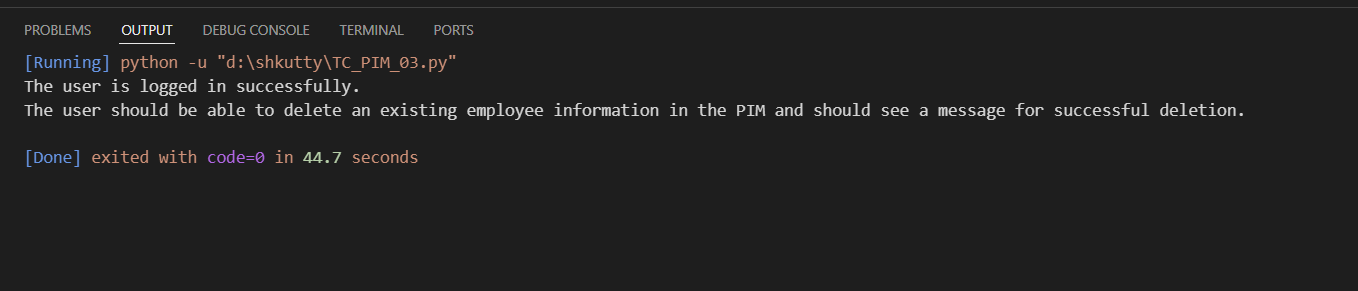 PROBLEMS OUTPUT DEBUG CONSOLE TERMINAL PORTS
[Running] python -u "d:\shkutty\TC_PIM_03.py"
The user is logged in successfully.
The user should be able to delete an existing employee information in the PIM and should see a message for successful deletion.
[Done] exited with code=0 in 44.7 seconds